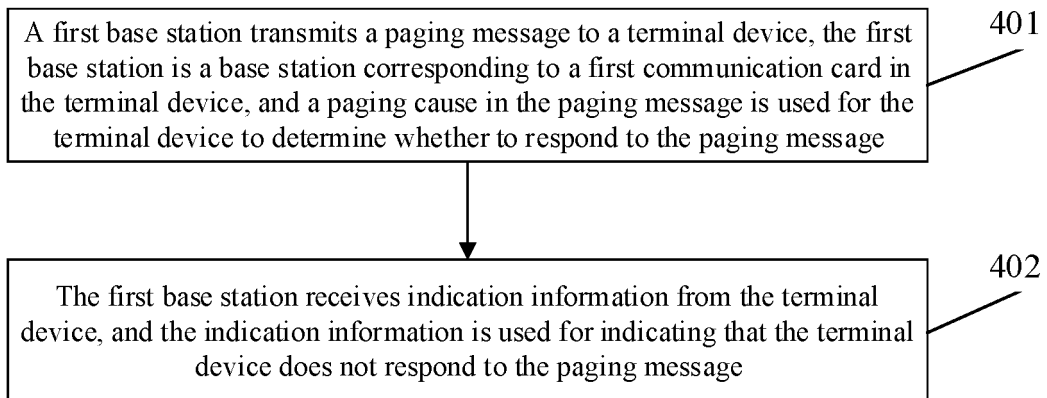 A first base station transmits a paging message to a terminal device, the first
base station is a base station corresponding to a first communication card in
the terminal device, and a paging cause in the paging message is used for the
terminal device to determine whether to respond to the paging message
401
The first base station receives indication information from the terminal
device, and the indication information is used for indicating that the terminal
device does not respond to the paging message
402